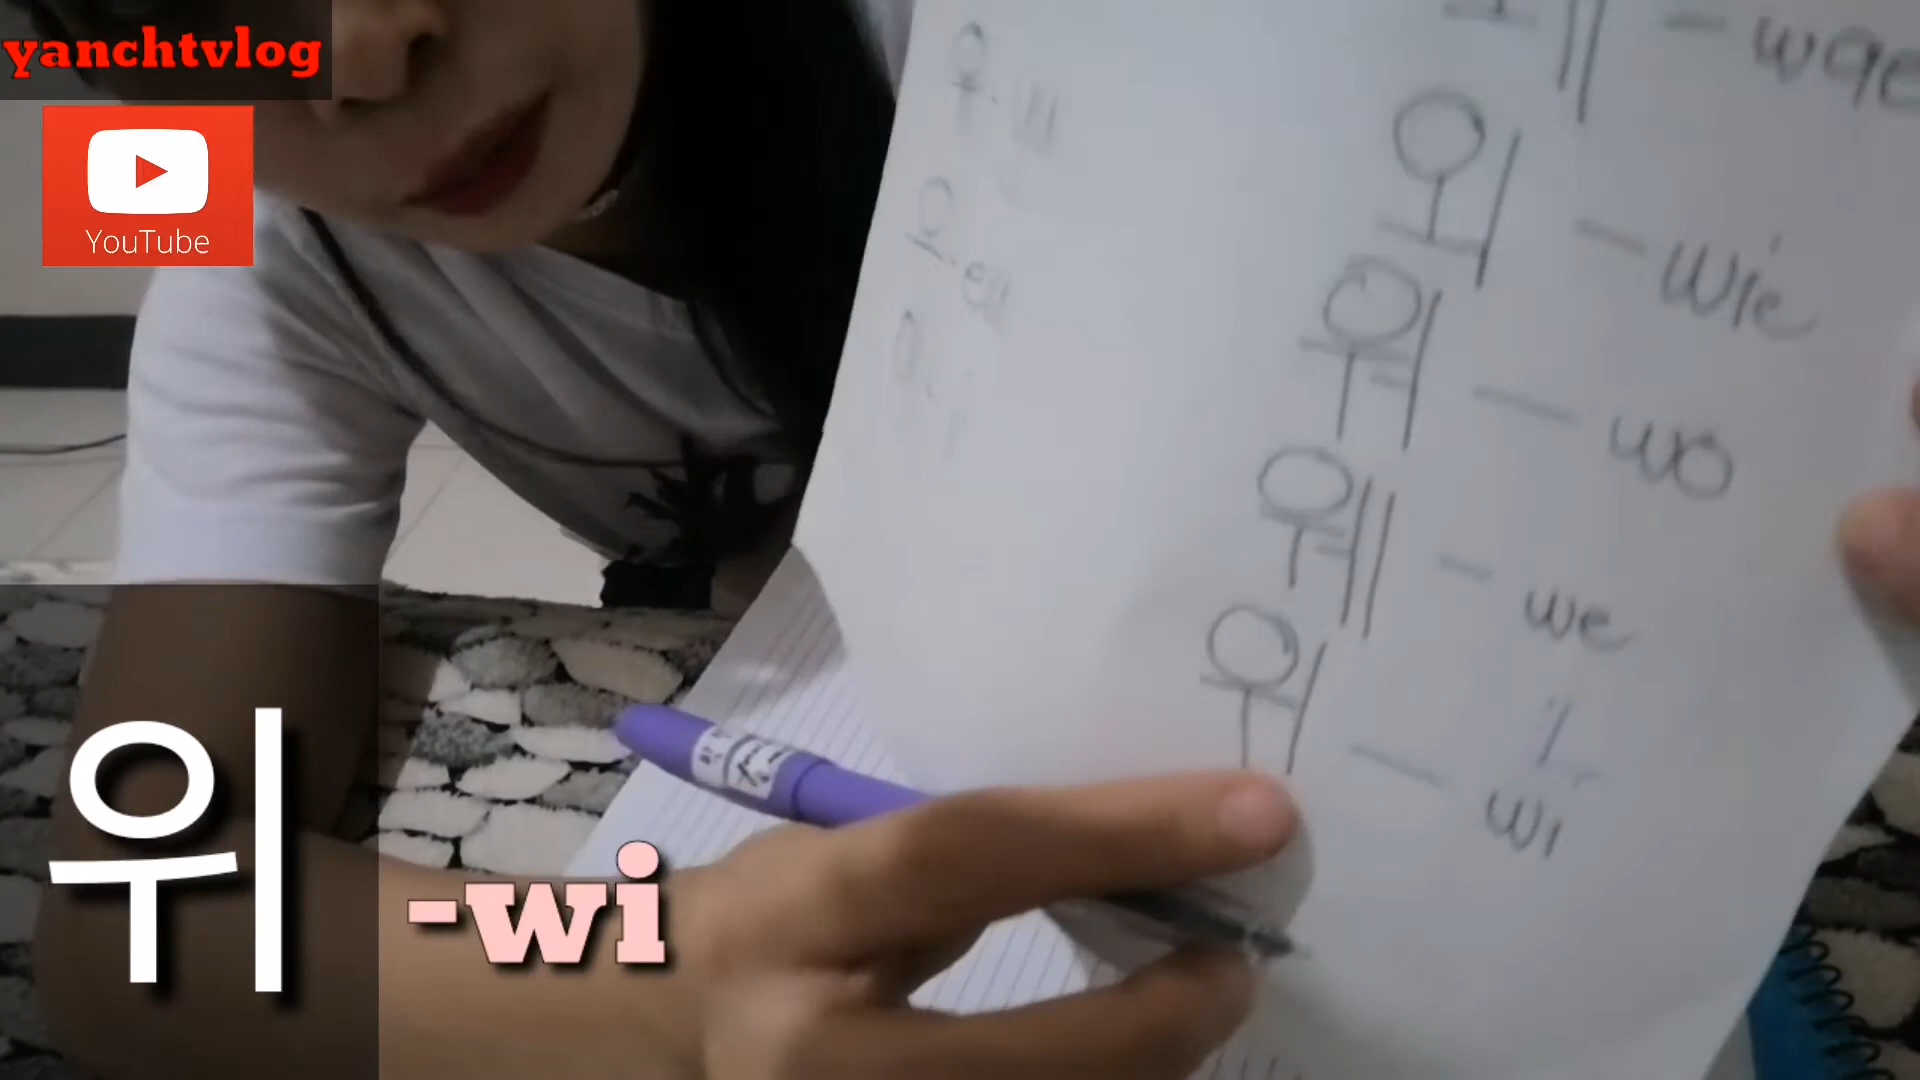 yanchtvlog
YouTube
- wae
외 - wie
워 - wo
웨 - we
위 - wi
위 -wi